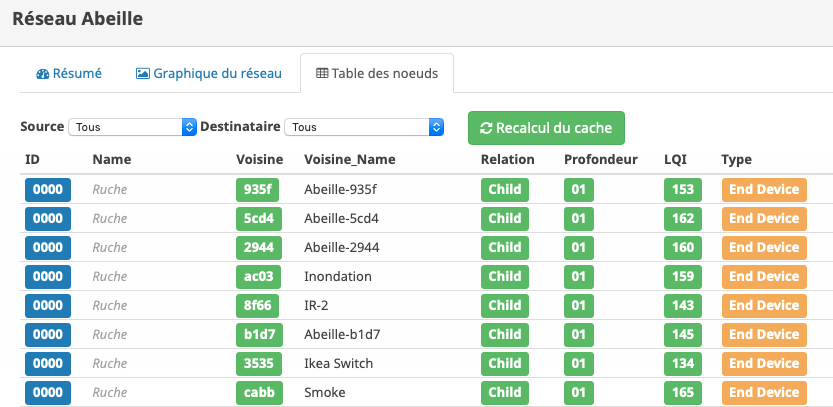 Réseau Abeille
Résumé Graphique du réseau Table des noeuds
Source Tous Destinataire Tous Recalcul du cache
ID Name Voisine Voisine_Name Relation Profondeur LQI Type
0000 Ruche 935f Abeille-935f Child 01 153 End Device
0000 Ruche 5cd4 Abeille-5cd4 Child 01 162 End Device
0000 Ruche 2944 Abeille-2944 Child 01 160 End Device
0000 Ruche ac03 Inondation Child 01 159 End Device
0000 Ruche 8f66 IR-2 Child 01 143 End Device
0000 Ruche b1d7 Abeille-b1d7 Child 01 145 End Device
0000 Ruche 3535 Ikea Switch Child 01 134 End Device
0000 Ruche cabb Smoke Child 01 165 End Device